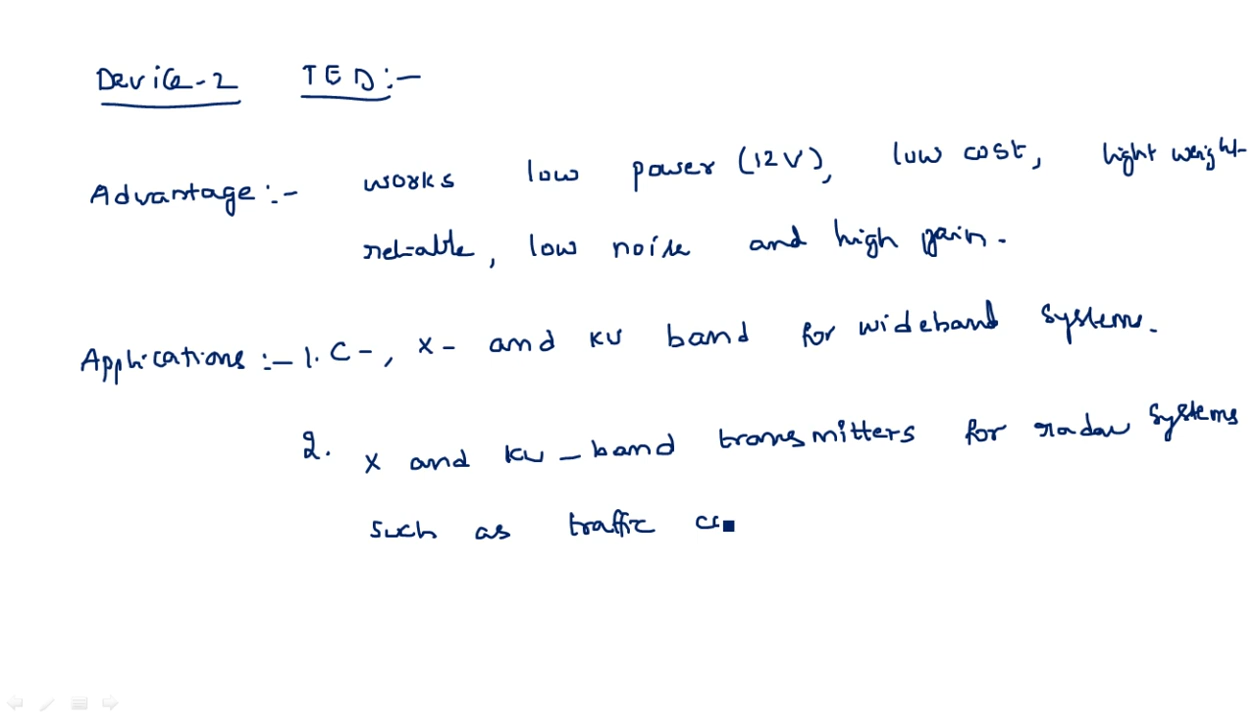 Device-2 TED:-
Advantage:- works low power (12V), low cost, light weight
reliable, low noise and high gain.
Applications:- 1. C-, X- and KU band for wideband systems.
2. X and KU-band transmitters for radar systems
such as traffic